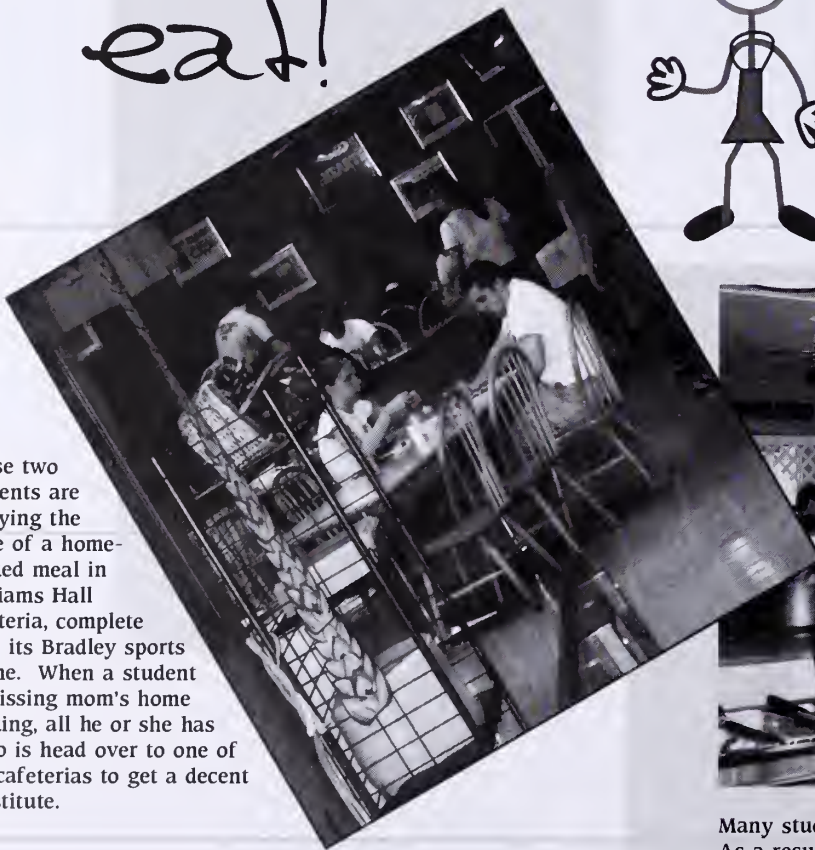 eat!
se two
ents are
ying the
e of a home-
ed meal in
iams Hall
teria, complete
its Bradley sports
ne. When a student
issing mom's home
ing, all he or she has
o is head over to one of
cafeterias to get a decent
stitute.
Many stu
As a resu